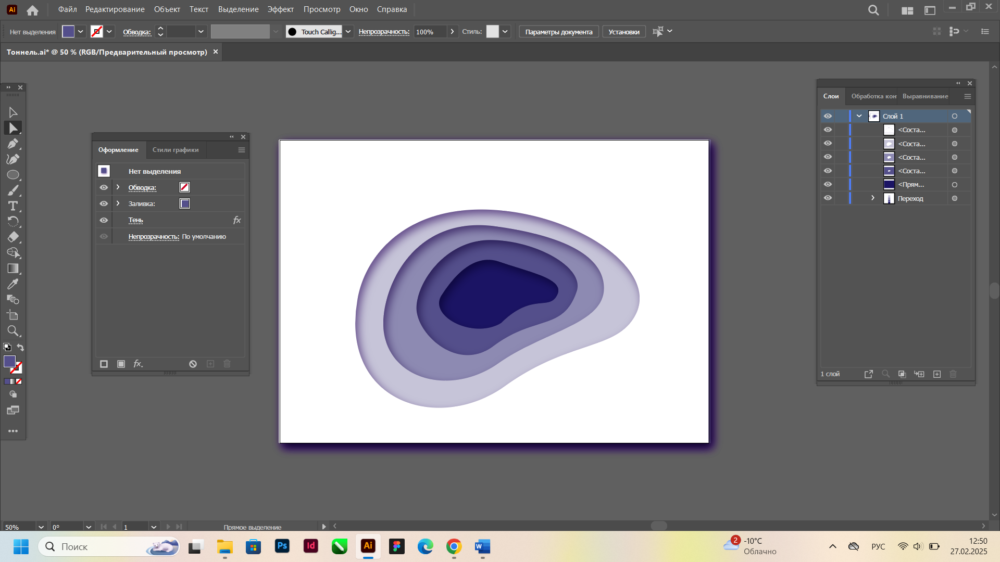 Ai Файл Редактирование Объект Текст Выделение Эффект Просмотр Окно Справка
Нет выделения Обводка: Touch Callig... Непрозрачность: 100% Стиль: Параметры документа Установки
Тоннель.ai* @ 50 % (RGB/Предварительный просмотр)
Оформление Стили графики
Нет выделения
Обводка:
Заливка:
Тень fx
Непрозрачность: По умолчанию
fx
Слои Обработка кон Выравнивание
Слой 1
<Соста...
<Соста...
<Соста...
<Соста...
<Прям...
Переход
1 слой
50% 0° 1 Прямое выделение
Поиск Ps Id Ai W 2 -10°C РУС 12:50
Облачно 27.02.2025